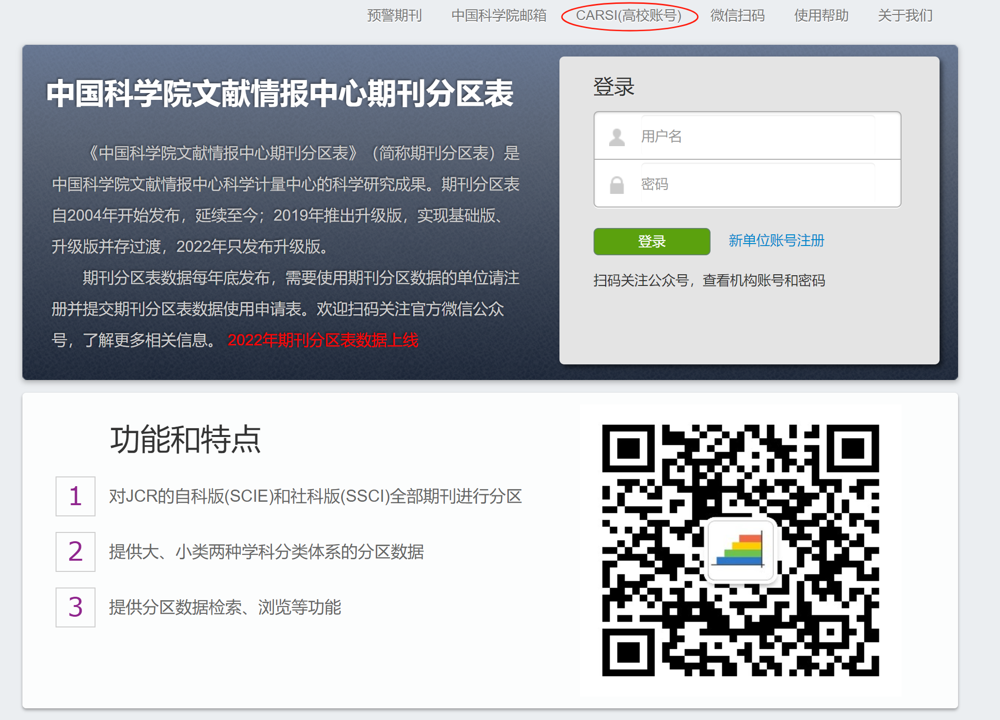 预警期刊 中国科学院邮箱 CARSI(高校账号) 微信扫码 使用帮助 关于我们
中国科学院文献情报中心期刊分区表
《中国科学院文献情报中心期刊分区表》（简称期刊分区表）是
中国科学院文献情报中心科学计量中心的科学研究成果。期刊分区表
自2004年开始发布，延续至今；2019年推出升级版，实现基础版、
升级版并存过渡，2022年只发布升级版。
期刊分区表数据每年底发布，需要使用期刊分区数据的单位请注
册并提交期刊分区表数据使用申请表。欢迎扫码关注官方微信公众
号，了解更多相关信息。 2022年期刊分区表数据上线
登录
用户名
密码
登录 新单位账号注册
扫码关注公众号，查看机构账号和密码
功能和特点
1 对JCR的自科版(SCIE)和社科版(SSCI)全部期刊进行分区
2 提供大、小类两种学科分类体系的分区数据
3 提供分区数据检索、浏览等功能